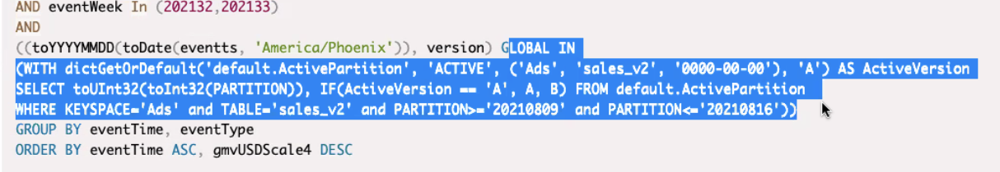 AND eventWeek In (202132,202133)
AND
((toYYYYMMDD(toDate(eventts, 'America/Phoenix')), version) GLOBAL IN
(WITH dictGetOrDefault('default.ActivePartition', 'ACTIVE', ('Ads', 'sales_v2', '0000-00-00'), 'A') AS ActiveVersion
SELECT toUInt32(toInt32(PARTITION)), IF(ActiveVersion == 'A', A, B) FROM default.ActivePartition
WHERE KEYSPACE='Ads' and TABLE='sales_v2' and PARTITION>='20210809' and PARTITION<='20210816'))
GROUP BY eventTime, eventType
ORDER BY eventTime ASC, gmvUSDScale4 DESC